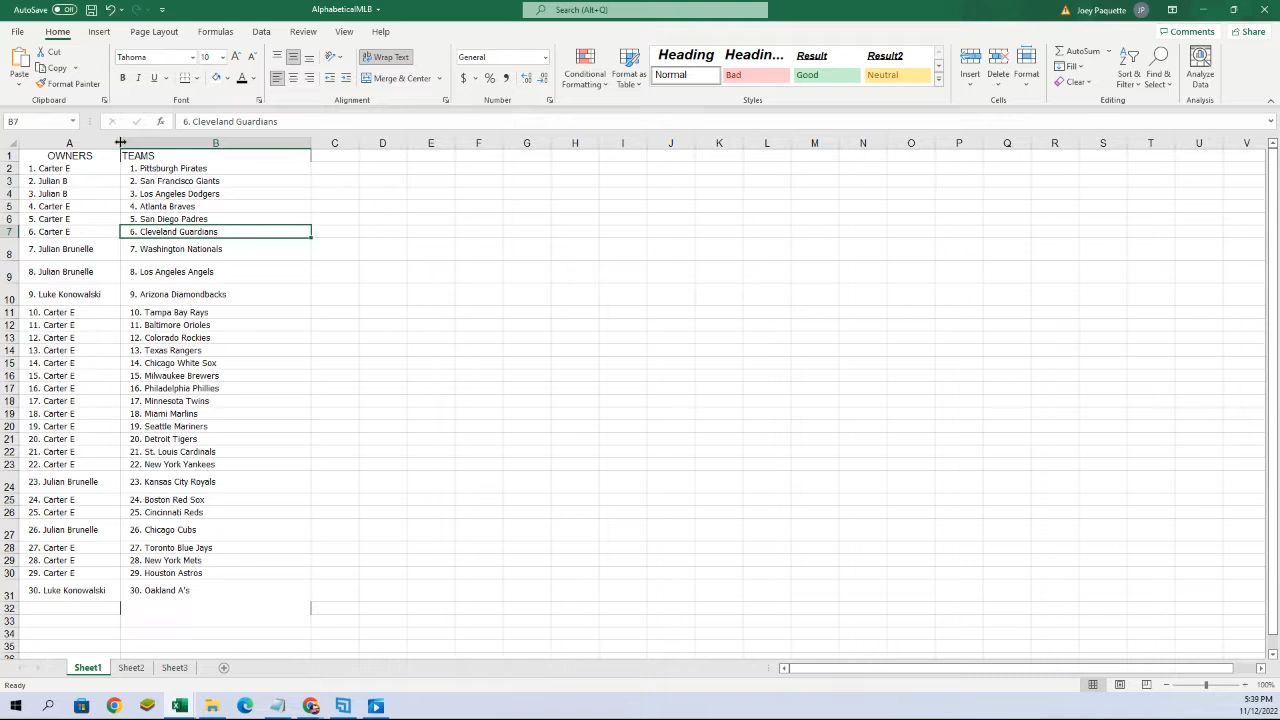 AutoSave Off AlphabeticalMLB Search (Alt+Q) Joey Paquette JP
File Home Insert Page Layout Formulas Data Review View Help Comments Share
Paste Cut Copy Format Painter Clipboard
Tahoma 10 B I U A Font
Wrap Text Merge & Center Alignment
General $ % , Number
Conditional Formatting Format as Table
Heading Headin... Result Result2
Normal Bad Good Neutral
Styles
Insert Delete Format Cells
AutoSum Fill Clear Sort & Filter Find & Select Editing
Analyze Data Analysis
B7 fx 6. Cleveland Guardians
A B C D E F G H I J K L M N O P Q R S T U V
1 OWNERS TEAMS
2 1. Carter E 1. Pittsburgh Pirates
3 2. Julian B 2. San Francisco Giants
4 3. Julian B 3. Los Angeles Dodgers
5 4. Carter E 4. Atlanta Braves
6 5. Carter E 5. San Diego Padres
7 6. Carter E 6. Cleveland Guardians
8 7. Julian Brunelle 7. Washington Nationals
9 8. Julian Brunelle 8. Los Angeles Angels
10 9. Luke Konowalski 9. Arizona Diamondbacks
11 10. Carter E 10. Tampa Bay Rays
12 11. Carter E 11. Baltimore Orioles
13 12. Carter E 12. Colorado Rockies
14 13. Carter E 13. Texas Rangers
15 14. Carter E 14. Chicago White Sox
16 15. Carter E 15. Milwaukee Brewers
17 16. Carter E 16. Philadelphia Phillies
18 17. Carter E 17. Minnesota Twins
19 18. Carter E 18. Miami Marlins
20 19. Carter E 19. Seattle Mariners
21 20. Carter E 20. Detroit Tigers
22 21. Carter E 21. St. Louis Cardinals
23 22. Carter E 22. New York Yankees
24 23. Julian Brunelle 23. Kansas City Royals
25 24. Carter E 24. Boston Red Sox
26 25. Carter E 25. Cincinnati Reds
27 26. Julian Brunelle 26. Chicago Cubs
28 27. Carter E 27. Toronto Blue Jays
29 28. Carter E 28. New York Mets
30 29. Carter E 29. Houston Astros
31 30. Luke Konowalski 30. Oakland A's
32
33
34
35
Sheet1 Sheet2 Sheet3
Ready 100%
5:39 PM
11/12/2022